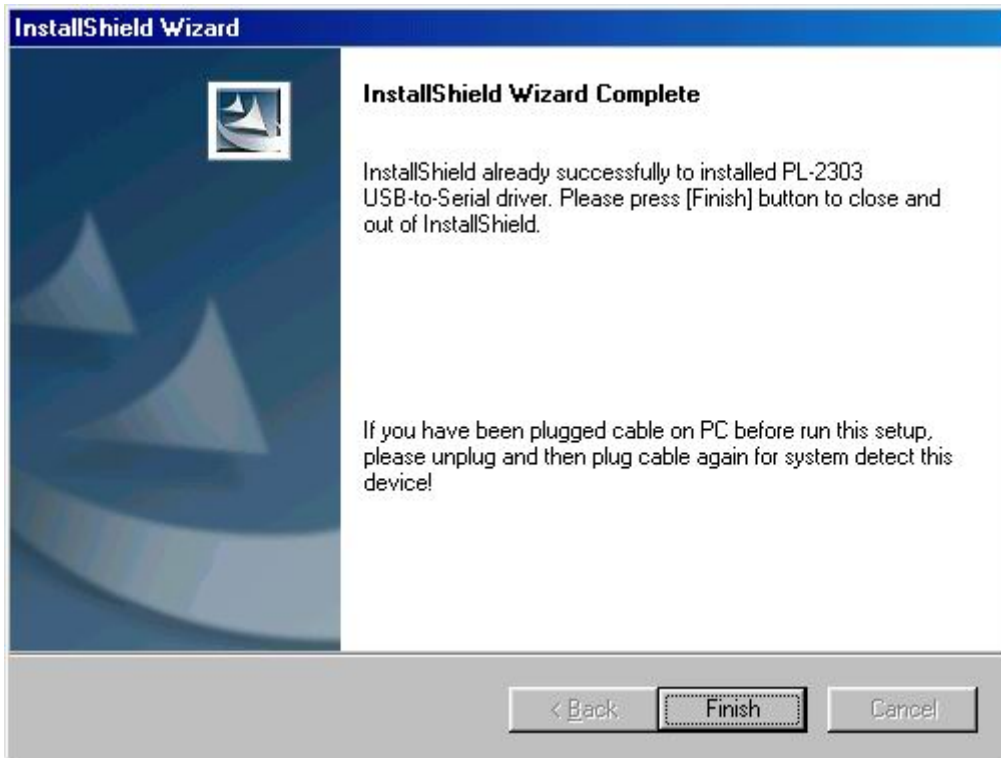 InstallShield Wizard
InstallShield Wizard Complete
InstallShield already successfully to installed PL-2303
USB-to-Serial driver. Please press [Finish] button to close and
out of InstallShield.
If you have been plugged cable on PC before run this setup,
please unplug and then plug cable again for system detect this
device!
< Back
Finish
Cancel